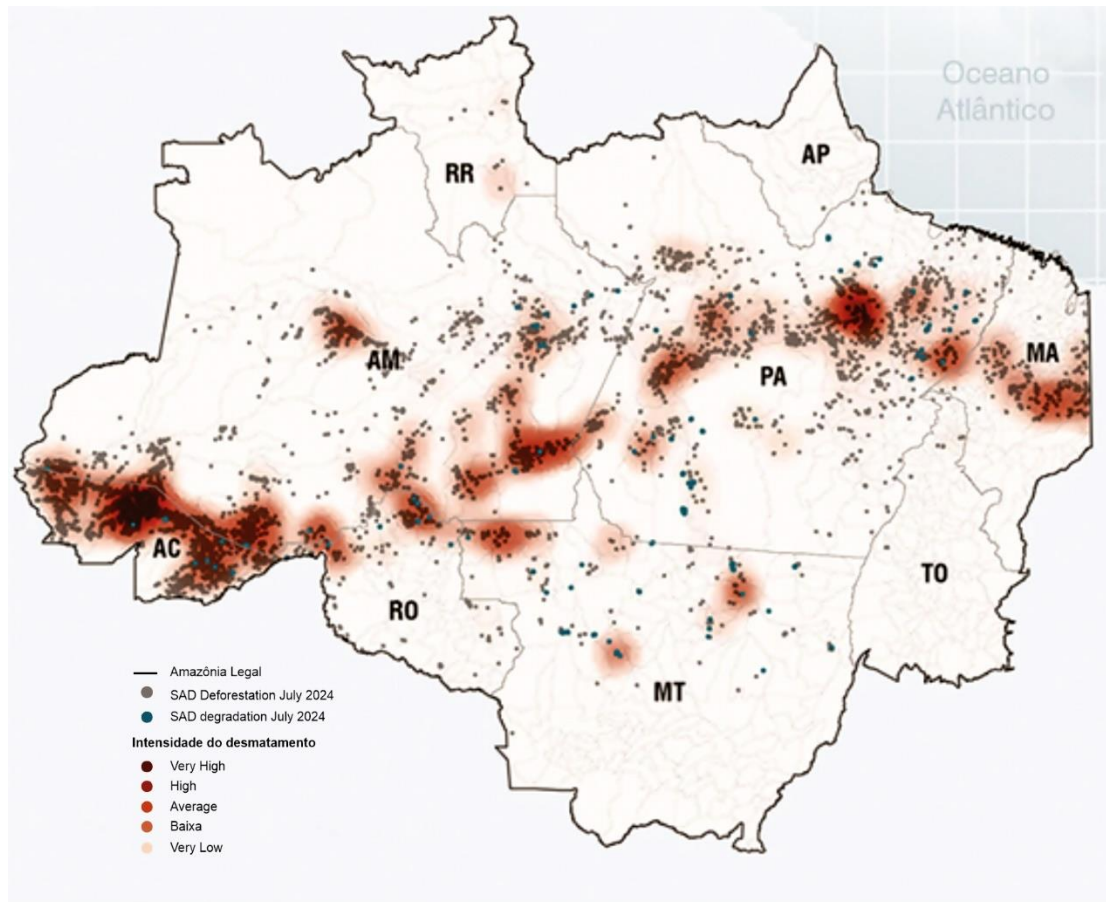 Oceano
Atlântico
AP
RR
MA
AM
PA
AC
TO
RO
MT
Amazônia Legal
SAD Deforestation July 2024
SAD degradation July 2024
Intensidade do desmatamento
Very High
High
Average
Baixa
Very Low